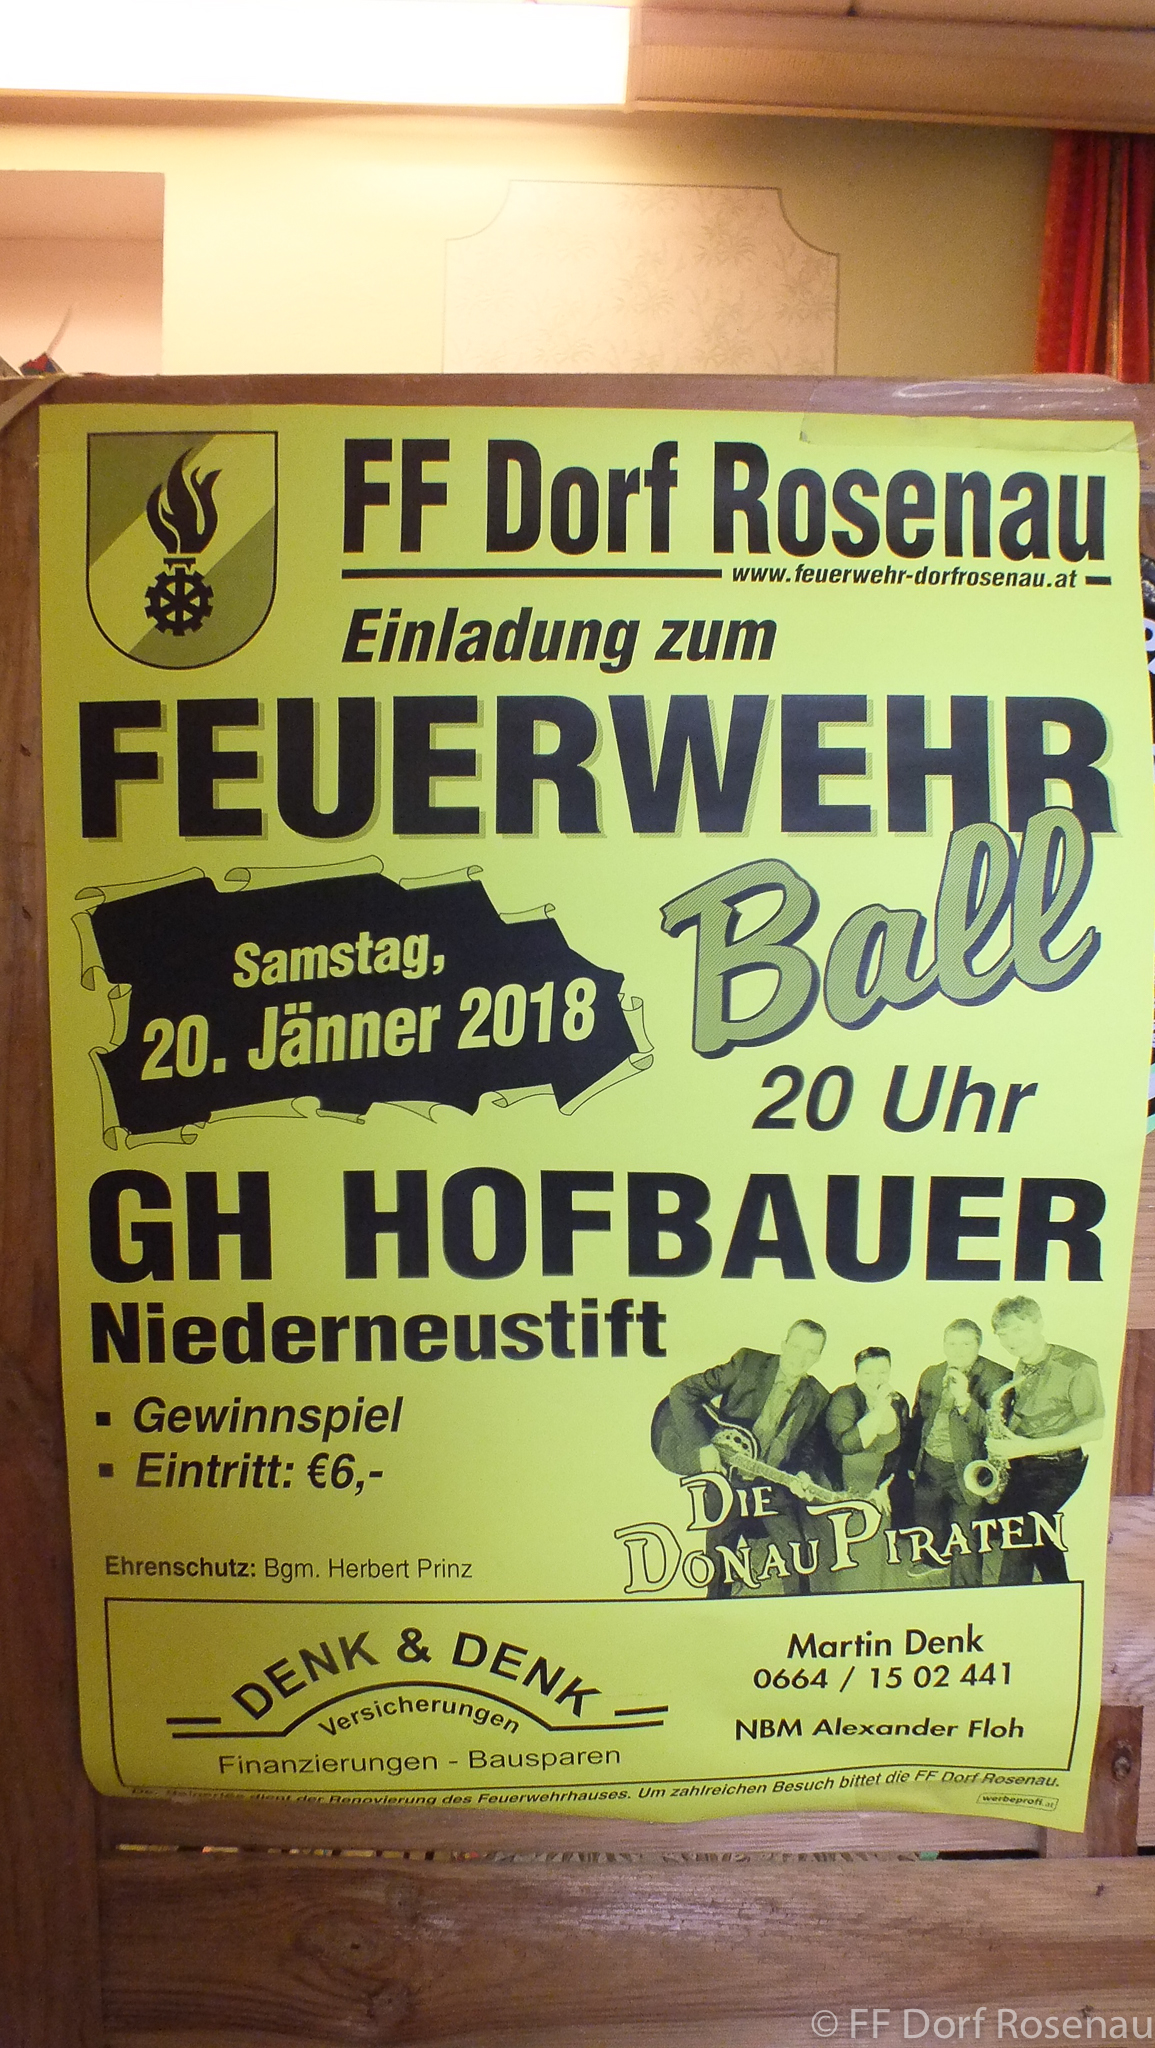 FF Dorf Rosenau
www.feuerwehr-dorfrosenau.at
Einladung zum
FEUERWEHR
Ball
Samstag,
20. Jänner 2018
20 Uhr
GH HOFBAUER
Niederneustift
▪ Gewinnspiel
▪ Eintritt: €6,-
DIE
DONAUPIRATEN
Ehrenschutz: Bgm. Herbert Prinz
DENK & DENK
Versicherungen
Finanzierungen - Bausparen
Martin Denk
0664 / 15 02 441
NBM Alexander Floh
dient der Renovierung des Feuerwehrhauses. Um zahlreichen Besuch bittet die FF Dorf Rosenau.
werbeprofi.at
© FF Dorf Rosenau